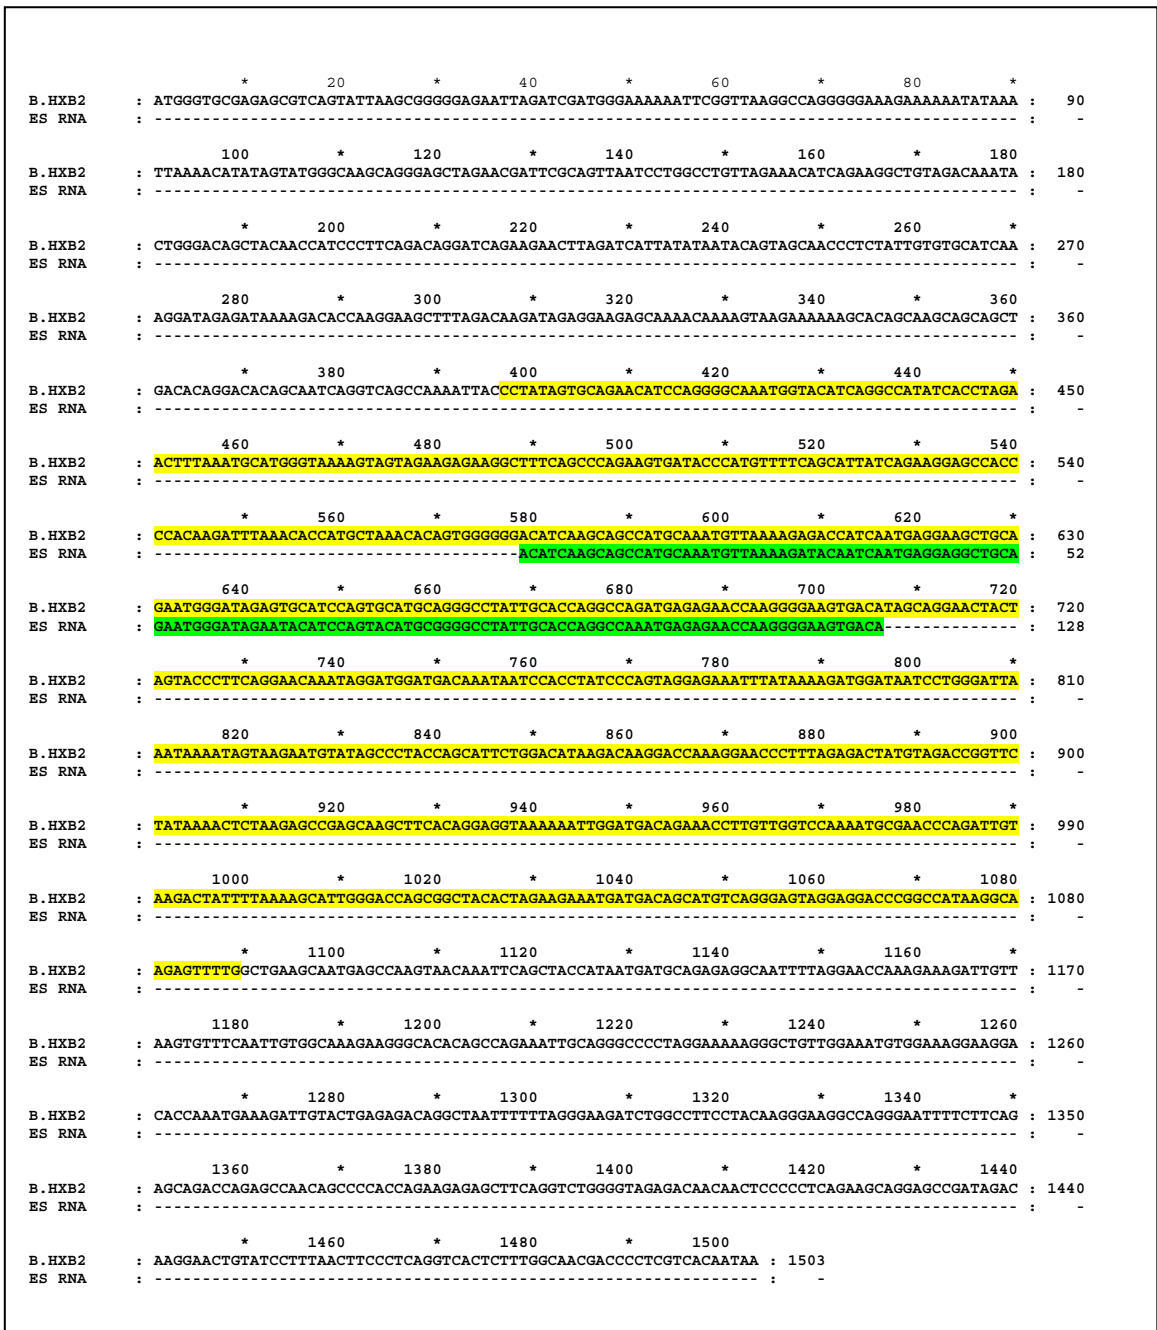 * 20 * 40 * 60 * 80 *
B.HXB2 : ATGGGTGCGAGAGCGTCAGTATTAAGCGGGGGAGAATTAGATCGATGGGAAAAAATTCGGTTAAGGCCAGGGGGAAAGAAAAAATATAAA : 90
ES RNA : ------------------------------------------------------------------------------------------ : -
100 * 120 * 140 * 160 * 180
B.HXB2 : TTAAAACATATAGTATGGGCAAGCAGGGAGCTAGAACGATTCGCAGTTAATCCTGGCCTGTTAGAAACATCAGAAGGCTGTAGACAAATA : 180
ES RNA : ------------------------------------------------------------------------------------------ : -
* 200 * 220 * 240 * 260 *
B.HXB2 : CTGGGACAGCTACAACCATCCCTTCAGACAGGATCAGAAGAACTTAGATCATTATATAATACAGTAGCAACCCTCTATTGTGTGCATCAA : 270
ES RNA : ------------------------------------------------------------------------------------------ : -
280 * 300 * 320 * 340 * 360
B.HXB2 : AGGATAGAGATAAAAGACACCAAGGAAGCTTTAGACAAGATAGAGGAAGAGCAAAACAAAAGTAAGAAAAAAGCACAGCAAGCAGCAGCT : 360
ES RNA : ------------------------------------------------------------------------------------------ : -
* 380 * 400 * 420 * 440 *
B.HXB2 : GACACAGGACACAGCAATCAGGTCAGCCAAAATTACCCTATAGTGCAGAACATCCAGGGGCAAATGGTACATCAGGCCATATCACCTAGA : 450
ES RNA : ------------------------------------------------------------------------------------------ : -
460 * 480 * 500 * 520 * 540
B.HXB2 : ACTTTAAATGCATGGGTAAAAGTAGTAGAAGAGAAGGCTTTCAGCCCAGAAGTGATACCCATGTTTTCAGCATTATCAGAAGGAGCCACC : 540
ES RNA : ------------------------------------------------------------------------------------------ : -
* 560 * 580 * 600 * 620 *
B.HXB2 : CCACAAGATTTAAACACCATGCTAAACACAGTGGGGGGACATCAAGCAGCCATGCAAATGTTAAAAGAGACCATCAATGAGGAAGCTGCA : 630
ES RNA : --------------------------------------ACATCAAGCAGCCATGCAAATGTTAAAAGATACAATCAATGAGGAGGCTGCA : 52
640 * 660 * 680 * 700 * 720
B.HXB2 : GAATGGGATAGAGTGCATCCAGTGCATGCAGGGCCTATTGCACCAGGCCAGATGAGAGAACCAAGGGGAAGTGACATAGCAGGAACTACT : 720
ES RNA : GAATGGGATAGAATACATCCAGTACATGCGGGGCCTATTGCACCAGGCCAAATGAGAGAACCAAGGGGAAGTGACA-------------- : 128
* 740 * 760 * 780 * 800 *
B.HXB2 : AGTACCCTTCAGGAACAAATAGGATGGATGACAAATAATCCACCTATCCCAGTAGGAGAAATTTATAAAAGATGGATAATCCTGGGATTA : 810
ES RNA : ------------------------------------------------------------------------------------------ : -
820 * 840 * 860 * 880 * 900
B.HXB2 : AATAAAATAGTAAGAATGTATAGCCCTACCAGCATTCTGGACATAAGACAAGGACCAAAGGAACCCTTTAGAGACTATGTAGACCGGTTC : 900
ES RNA : ------------------------------------------------------------------------------------------ : -
* 920 * 940 * 960 * 980 *
B.HXB2 : TATAAAACTCTAAGAGCCGAGCAAGCTTCACAGGAGGTAAAAAATTGGATGACAGAAACCTTGTTGGTCCAAAATGCGAACCCAGATTGT : 990
ES RNA : ------------------------------------------------------------------------------------------ : -
1000 * 1020 * 1040 * 1060 * 1080
B.HXB2 : AAGACTATTTTAAAAGCATTGGGACCAGCGGCTACACTAGAAGAAATGATGACAGCATGTCAGGGAGTAGGAGGACCCGGCCATAAGGCA : 1080
ES RNA : ------------------------------------------------------------------------------------------ : -
* 1100 * 1120 * 1140 * 1160 *
B.HXB2 : AGAGTTTTGGCTGAAGCAATGAGCCAAGTAACAAATTCAGCTACCATAATGATGCAGAGAGGCAATTTTAGGAACCAAAGAAAGATTGTT : 1170
ES RNA : ------------------------------------------------------------------------------------------ : -
1180 * 1200 * 1220 * 1240 * 1260
B.HXB2 : AAGTGTTTCAATTGTGGCAAAGAAGGGCACACAGCCAGAAATTGCAGGGCCCCTAGGAAAAAGGGCTGTTGGAAATGTGGAAAGGAAGGA : 1260
ES RNA : ------------------------------------------------------------------------------------------ : -
* 1280 * 1300 * 1320 * 1340 *
B.HXB2 : CACCAAATGAAAGATTGTACTGAGAGACAGGCTAATTTTTTAGGGAAGATCTGGCCTTCCTACAAGGGAAGGCCAGGGAATTTTCTTCAG : 1350
ES RNA : ------------------------------------------------------------------------------------------ : -
1360 * 1380 * 1400 * 1420 * 1440
B.HXB2 : AGCAGACCAGAGCCAACAGCCCCACCAGAAGAGAGCTTCAGGTCTGGGGTAGAGACAACAACTCCCCCTCAGAAGCAGGAGCCGATAGAC : 1440
ES RNA : ------------------------------------------------------------------------------------------ : -
* 1460 * 1480 * 1500
B.HXB2 : AAGGAACTGTATCCTTTAACTTCCCTCAGGTCACTCTTTGGCAACGACCCCTCGTCACAATAA : 1503
ES RNA : --------------------------------------------------------------- : -